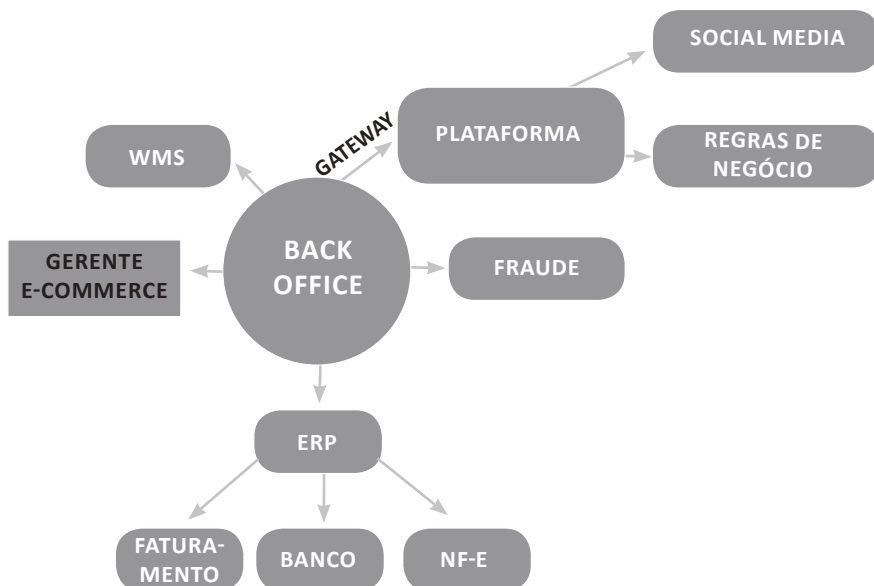 SOCIAL MEDIA
GATEWAY
PLATAFORMA
REGRAS DE
NEGÓCIO
WMS
BACK
OFFICE
FRAUDE
GERENTE
E-COMMERCE
ERP
FATURA-
MENTO
BANCO
NF-E